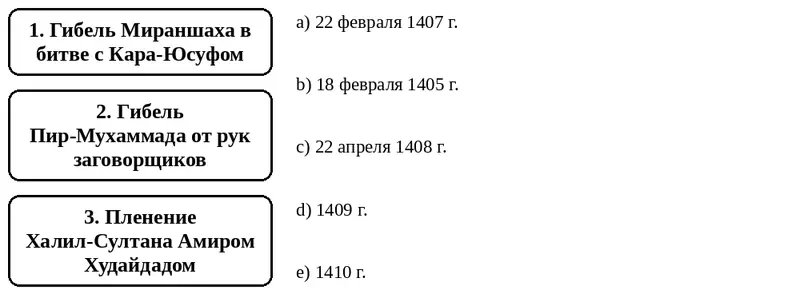 1. Гибель Мираншаха в
битве с Кара-Юсуфом
2. Гибель
Пир-Мухаммада от рук
заговорщиков
3. Пленение
Халил-Султана Амиром
Худайдадом
a) 22 февраля 1407 г.
b) 18 февраля 1405 г.
c) 22 апреля 1408 г.
d) 1409 г.
e) 1410 г.